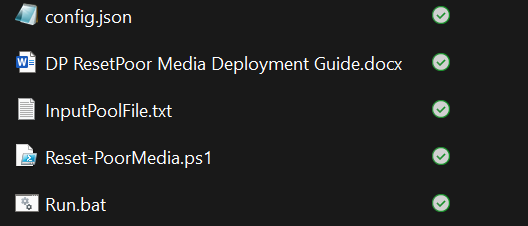 config.json
DP ResetPoor Media Deployment Guide.docx
InputPoolFile.txt
Reset-PoorMedia.ps1
Run.bat